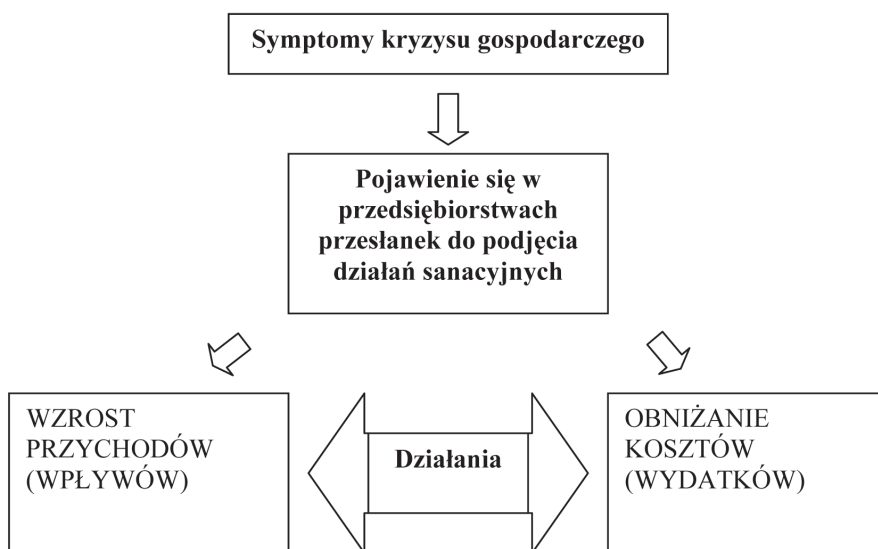 Symptomy kryzysu gospodarczego
Pojawienie się w
przedsiębiorstwach
przesłanek do podjęcia
działań sanacyjnych
WZROST
PRZYCHODÓW
(WPŁYWÓW)
Działania
OBNIŻANIE
KOSZTÓW
(WYDATKÓW)